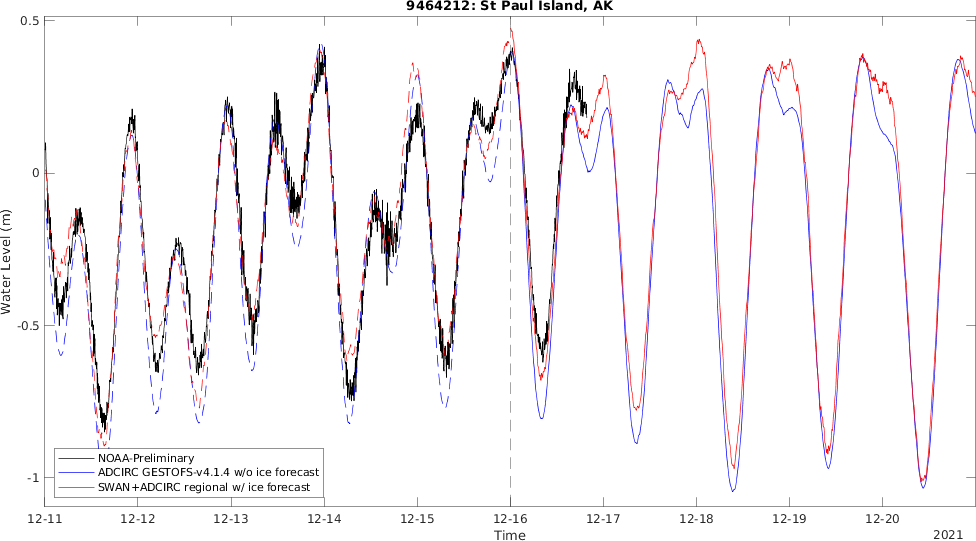 9464212: St Paul Island, AK
0.5
0
-0.5
-1
Water Level (m)
NOAA-Preliminary
ADCIRC GESTOFS-v4.1.4 w/o ice forecast
SWAN+ADCIRC regional w/ ice forecast
12-11 12-12 12-13 12-14 12-15 12-16 12-17 12-18 12-19 12-20
Time
2021